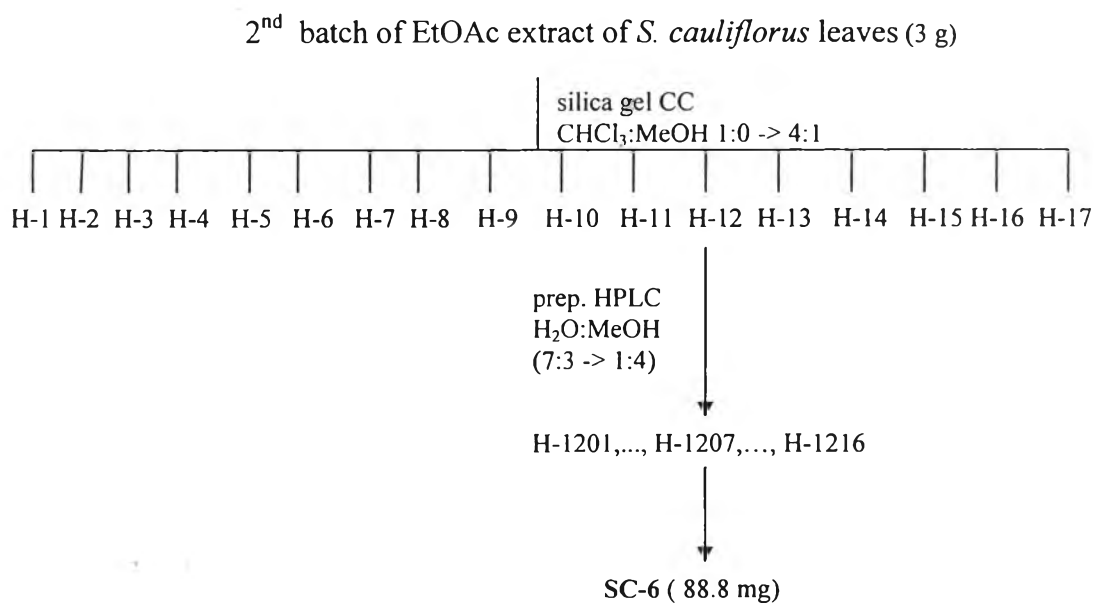 2nd batch of EtOAc extract of S. cauliflorus leaves (3 g)
silica gel CC
CHCl3:MeOH 1:0 -> 4:1
H-1 H-2 H-3 H-4 H-5 H-6 H-7 H-8 H-9 H-10 H-11 H-12 H-13 H-14 H-15 H-16 H-17
prep. HPLC
H2O:MeOH
(7:3 -> 1:4)
H-1201,..., H-1207,..., H-1216
SC-6 ( 88.8 mg)